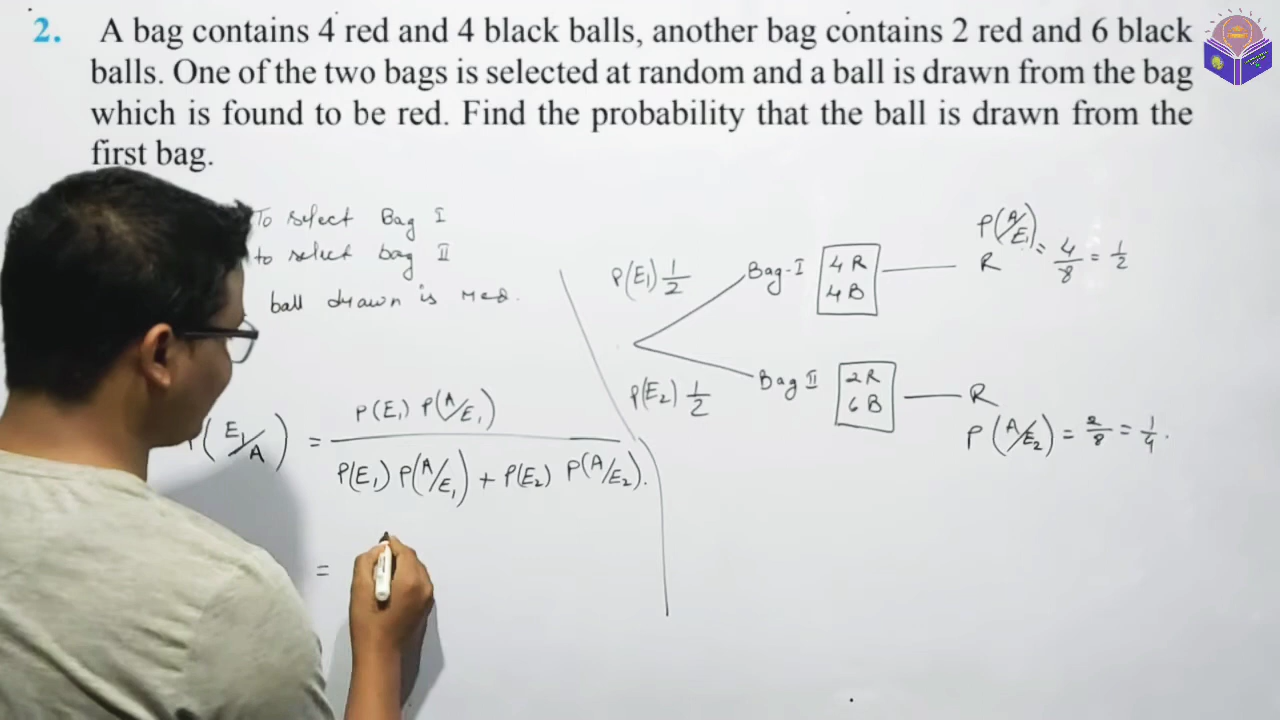 2. A bag contains 4 red and 4 black balls, another bag contains 2 red and 6 black
balls. One of the two bags is selected at random and a ball is drawn from the bag
which is found to be red. Find the probability that the ball is drawn from the
first bag.
To select Bag I
to select bag II
ball drawn is red.
P(E₁) 1/2
Bag-I
4 R
4 B
R
P(A/E₁) = 4/8 = 1/2
P(E₂) 1/2
Bag II
2 R
6 B
R
P(A/E₂) = 2/8 = 1/4.
P(E₁/A) = P(E₁) P(A/E₁) / P(E₁) P(A/E₁) + P(E₂) P(A/E₂).
=